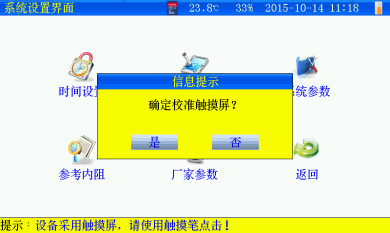 系统设置界面 23.8℃ 33% 2015-10-14 11:18
信息提示
时间设 系统参数
确定校准触摸屏？
是 否
参考内阻 厂家参数 返回
提示：设备采用触摸屏，请使用触摸笔点击！